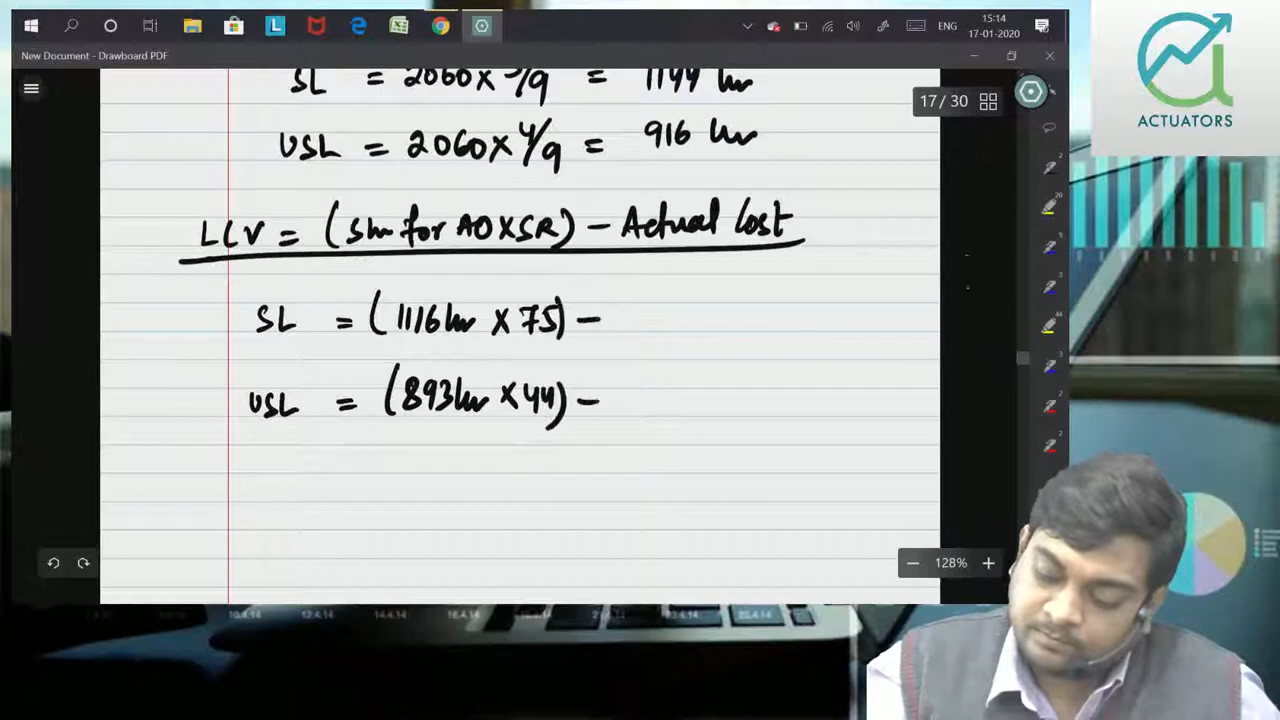 15:14
ENG
17-01-2020
New Document - Drawboard PDF
17 / 30
ACTUATORS
SL = 2060 X 5/9 = 1144 hr
USL = 2060 X 4/9 = 916 hr
LCV = (Shr for AO X SR) - Actual Cost
SL = (1116 hr X 75) -
USL = (893 hr X 44) -
128%